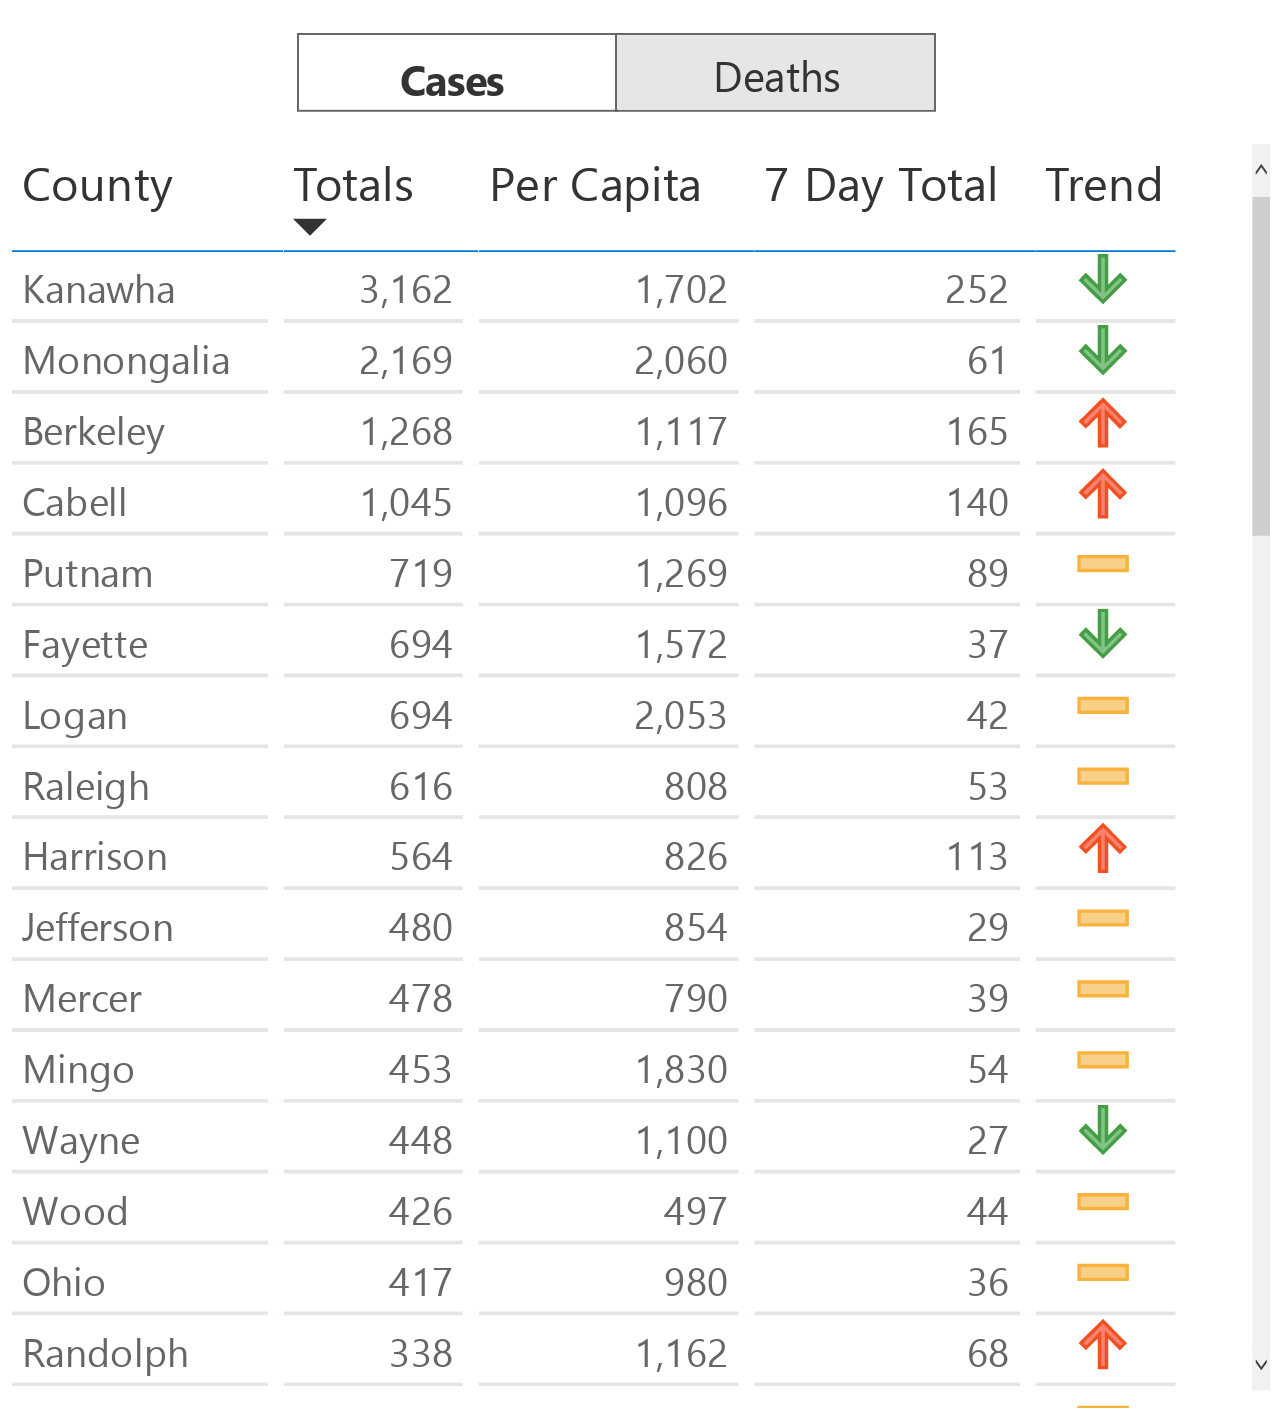 Cases Deaths
County Totals Per Capita 7 Day Total Trend
Kanawha 3,162 1,702 252
Monongalia 2,169 2,060 61
Berkeley 1,268 1,117 165
Cabell 1,045 1,096 140
Putnam 719 1,269 89
Fayette 694 1,572 37
Logan 694 2,053 42
Raleigh 616 808 53
Harrison 564 826 113
Jefferson 480 854 29
Mercer 478 790 39
Mingo 453 1,830 54
Wayne 448 1,100 27
Wood 426 497 44
Ohio 417 980 36
Randolph 338 1,162 68